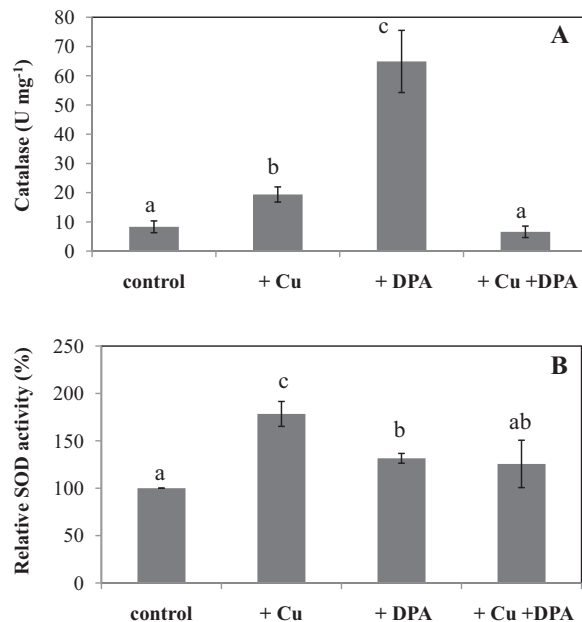 A
Catalase (U mg-1)
80
70
60
50
40
30
20
10
0
a
b
c
a
control + Cu + DPA + Cu +DPA
B
Relative SOD activity (%)
250
200
150
100
50
0
a
c
b
ab
control + Cu + DPA + Cu +DPA